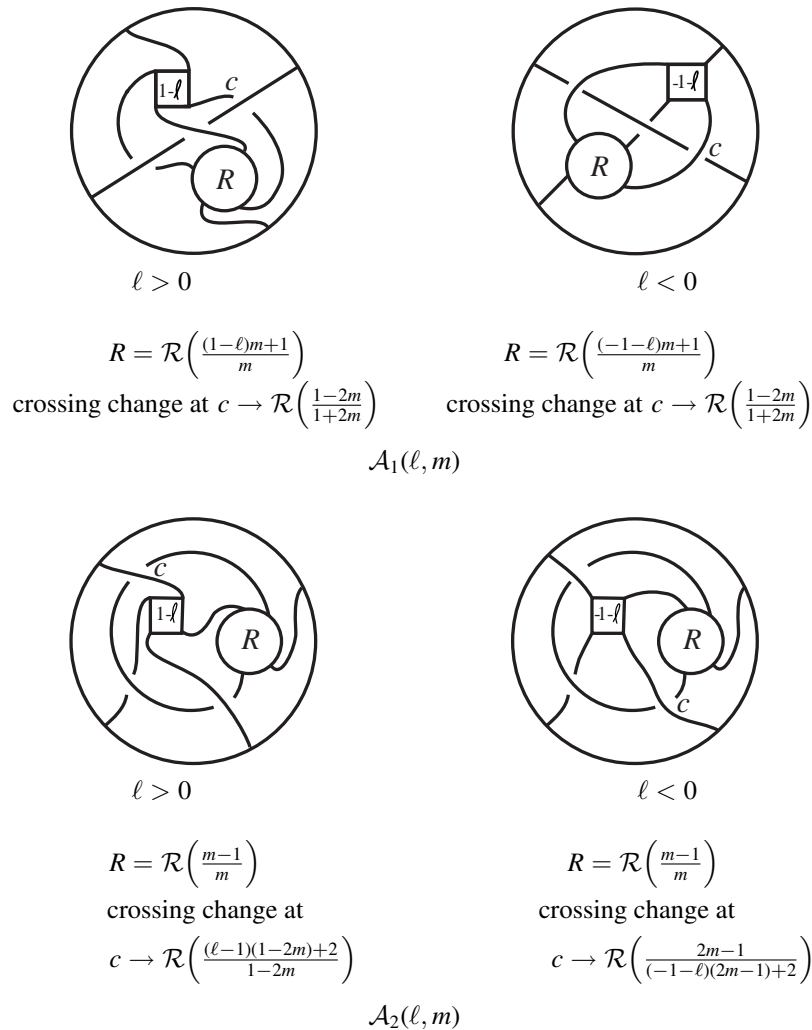 1-ℓ c -1-ℓ
R R c
ℓ > 0 ℓ < 0
R = ℛ( (1−ℓ)m+1 / m ) R = ℛ( (−1−ℓ)m+1 / m )
crossing change at c → ℛ( 1−2m / 1+2m ) crossing change at c → ℛ( 1−2m / 1+2m )
𝒜₁(ℓ, m)
c
1-ℓ -1-ℓ
R R
c
ℓ > 0 ℓ < 0
R = ℛ( m−1 / m ) R = ℛ( m−1 / m )
crossing change at crossing change at
c → ℛ( (ℓ−1)(1−2m)+2 / 1−2m ) c → ℛ( 2m−1 / (−1−ℓ)(2m−1)+2 )
𝒜₂(ℓ, m)